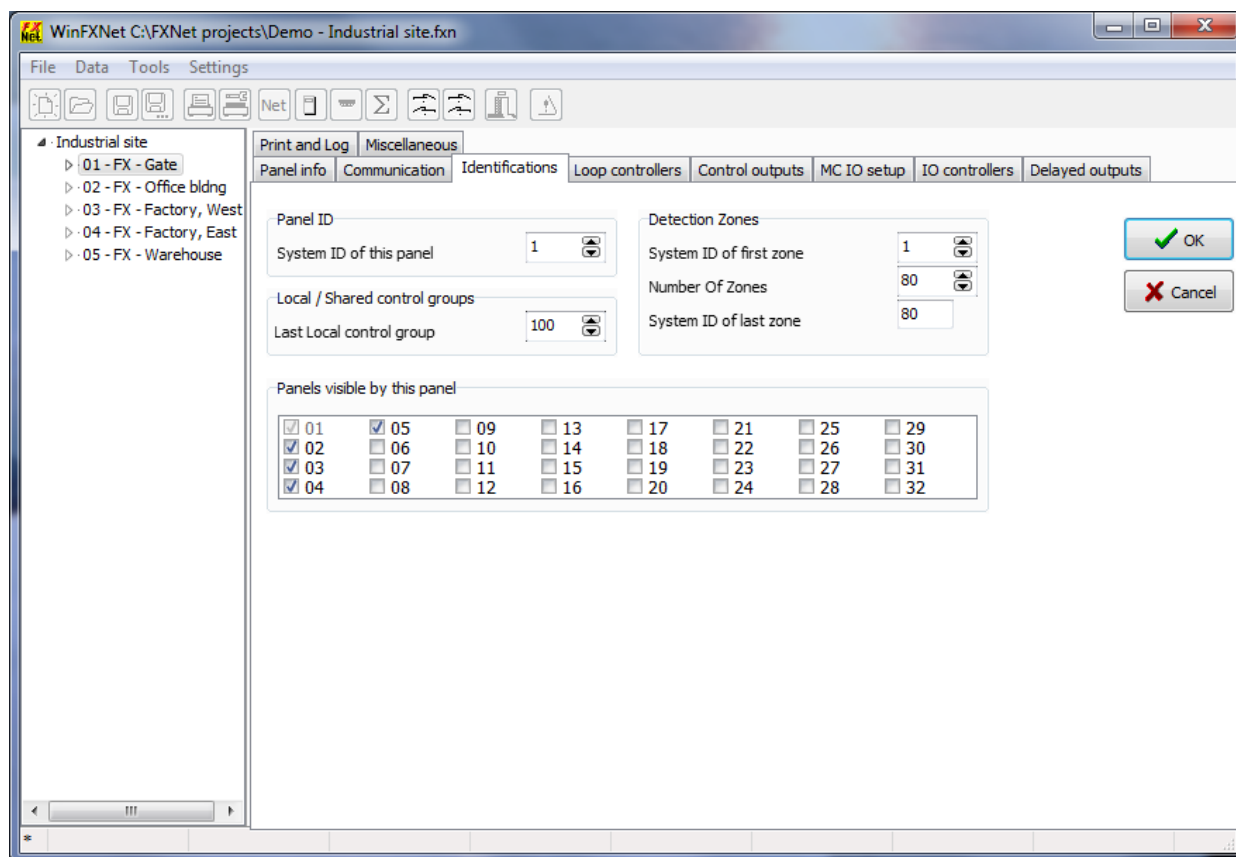 FX Net WinFXNet C:\FXNet projects\Demo - Industrial site.fxn
File Data Tools Settings
Net
Industrial site
01 - FX - Gate
02 - FX - Office bldng
03 - FX - Factory, West
04 - FX - Factory, East
05 - FX - Warehouse
Print and Log Miscellaneous
Panel info Communication Identifications Loop controllers Control outputs MC IO setup IO controllers Delayed outputs
Panel ID
System ID of this panel 1
Local / Shared control groups
Last Local control group 100
Detection Zones
System ID of first zone 1
Number Of Zones 80
System ID of last zone 80
OK
Cancel
Panels visible by this panel
01 05 09 13 17 21 25 29
02 06 10 14 18 22 26 30
03 07 11 15 19 23 27 31
04 08 12 16 20 24 28 32
*